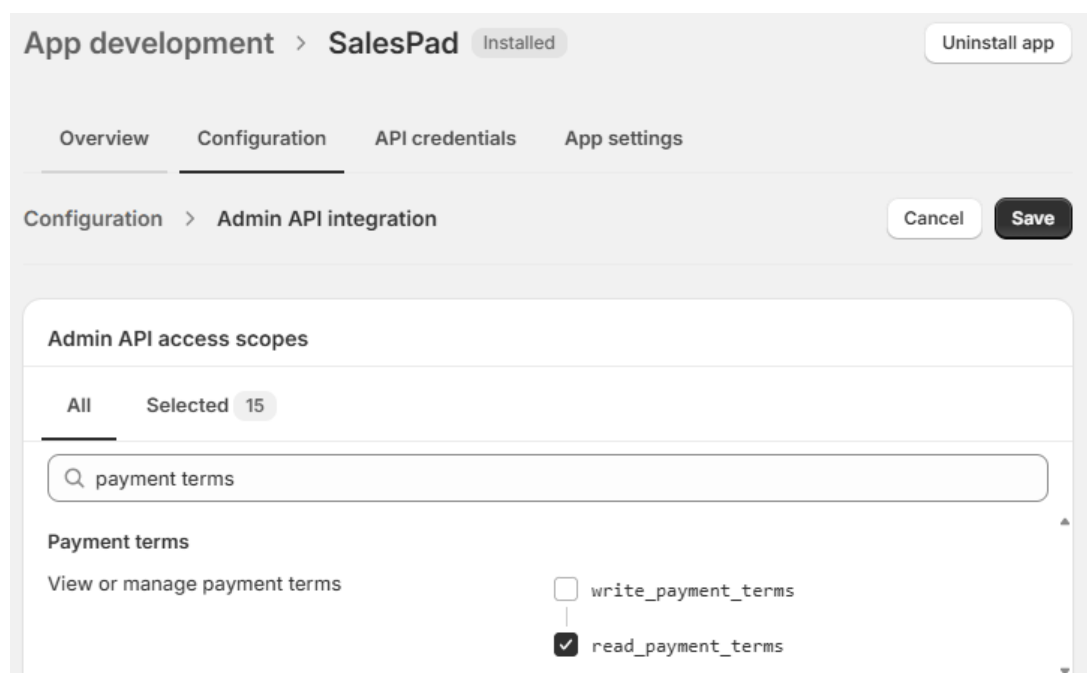 App development > SalesPad Installed Uninstall app
Overview Configuration API credentials App settings
Configuration > Admin API integration Cancel Save
Admin API access scopes
All Selected 15
payment terms
Payment terms
View or manage payment terms write_payment_terms
read_payment_terms